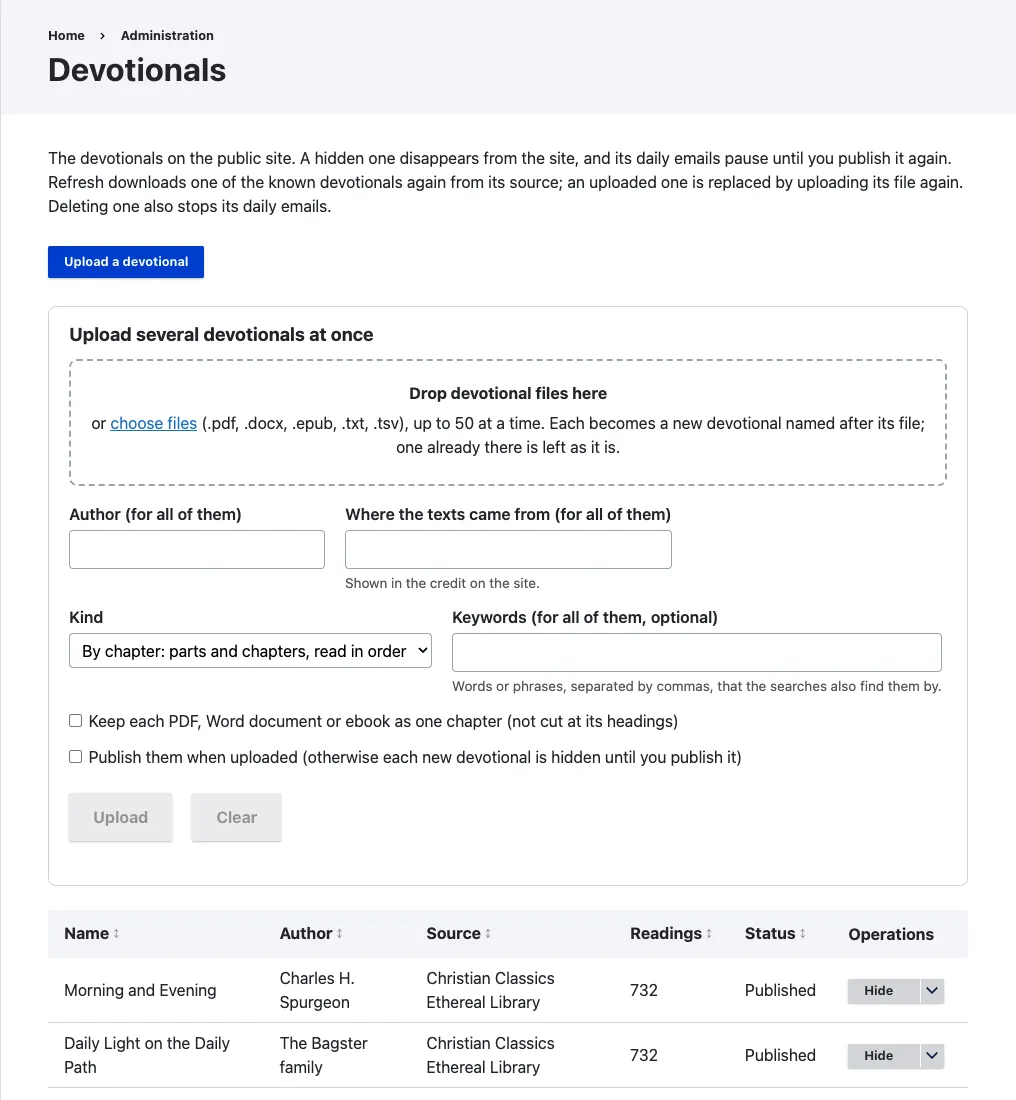 Home › Administration
Devotionals
The devotionals on the public site. A hidden one disappears from the site, and its daily emails pause until you publish it again.
Refresh downloads one of the known devotionals again from its source; an uploaded one is replaced by uploading its file again.
Deleting one also stops its daily emails.
Upload a devotional
Upload several devotionals at once
Drop devotional files here
or choose files (.pdf, .docx, .epub, .txt, .tsv), up to 50 at a time. Each becomes a new devotional named after its file;
one already there is left as it is.
Author (for all of them) Where the texts came from (for all of them)
Shown in the credit on the site.
Kind Keywords (for all of them, optional)
By chapter: parts and chapters, read in order
Words or phrases, separated by commas, that the searches also find them by.
Keep each PDF, Word document or ebook as one chapter (not cut at its headings)
Publish them when uploaded (otherwise each new devotional is hidden until you publish it)
Upload Clear
Name ↕ Author ↕ Source ↕ Readings ↕ Status ↕ Operations
Morning and Evening Charles H. Spurgeon Christian Classics Ethereal Library 732 Published Hide
Daily Light on the Daily Path The Bagster family Christian Classics Ethereal Library 732 Published Hide